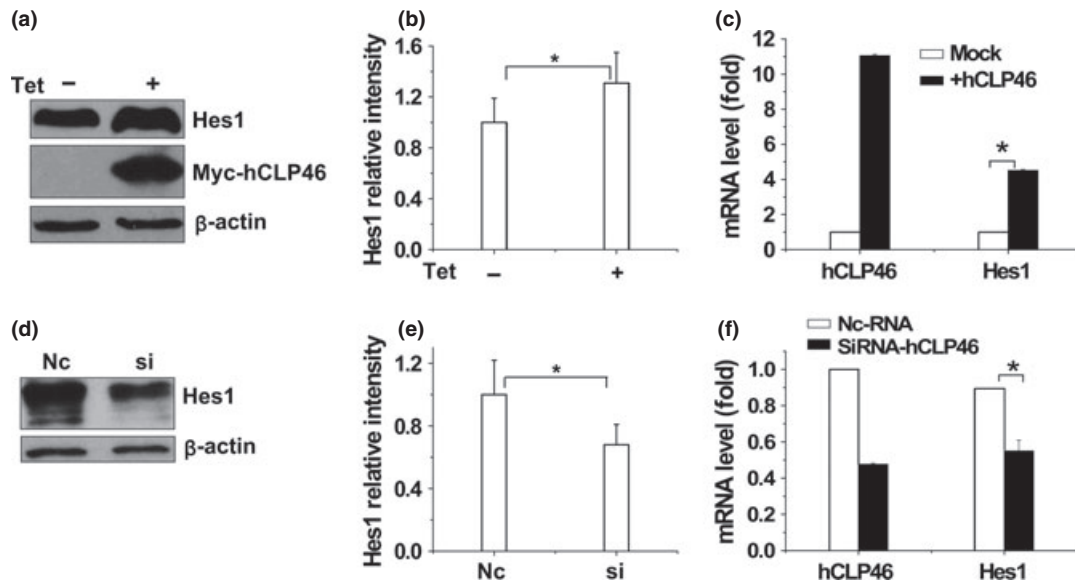 (a)
Tet – +
Hes1
Myc-hCLP46
β-actin
(b)
Hes1 relative intensity
1.6
1.2
0.8
0.4
0.0
*
Tet – +
(c)
mRNA level (fold)
12
10
8
6
4
2
0
Mock
+hCLP46
*
hCLP46 Hes1
(d)
Nc si
Hes1
β-actin
(e)
Hes1 relative intensity
1.2
0.8
0.4
0.0
*
Nc si
(f)
Nc-RNA
SiRNA-hCLP46
mRNA level (fold)
1.0
0.8
0.6
0.4
0.2
0.0
*
hCLP46 Hes1